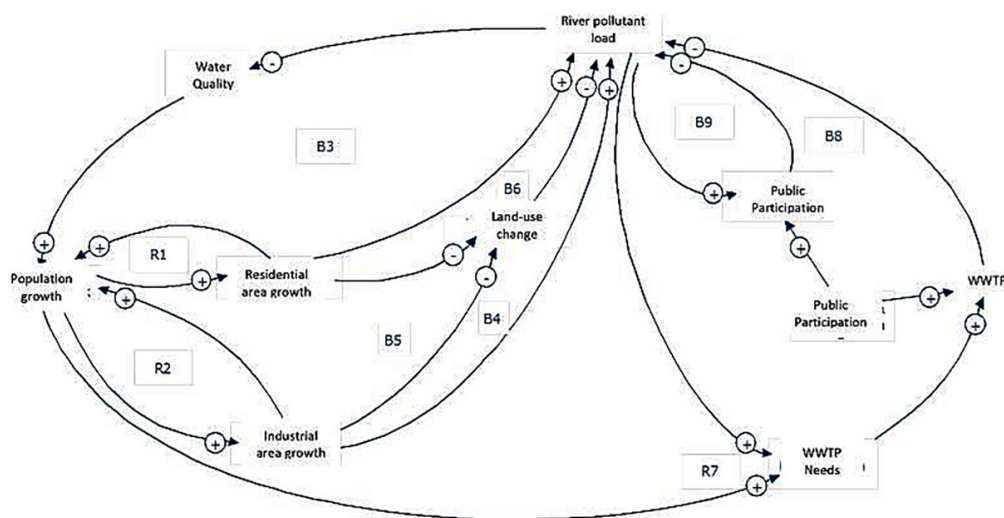 River pollutant
load
-
-
-
Water
Quality
+
-
+
B9
B8
B3
+
Public
Participation
B6
Land-use
change
+
+
R1
+
-
+
Population
growth
Residential
area growth
-
WWTP
+
Public
Participation
+
+
B4
B5
R2
+
Industrial
area growth
+
WWTP
Needs
R7
+